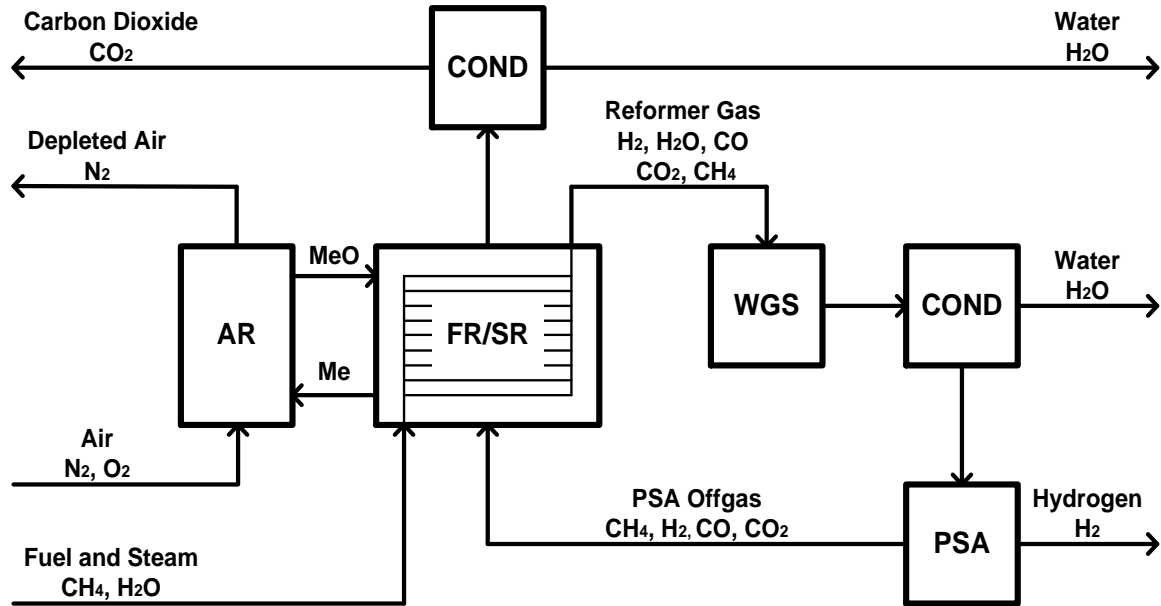 Carbon Dioxide
CO₂
COND
Water
H₂O
Reformer Gas
H₂, H₂O, CO
CO₂, CH₄
Depleted Air
N₂
MeO
AR
FR/SR
Me
WGS
COND
Water
H₂O
Air
N₂, O₂
PSA Offgas
CH₄, H₂, CO, CO₂
PSA
Hydrogen
H₂
Fuel and Steam
CH₄, H₂O